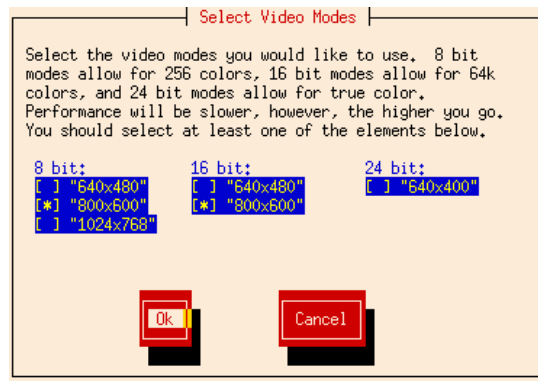 Select Video Modes
Select the video modes you would like to use.  8 bit
modes allow for 256 colors, 16 bit modes allow for 64k
colors, and 24 bit modes allow for true color.
Performance will be slower, however, the higher you go.
You should select at least one of the elements below.
8 bit: 16 bit: 24 bit:
[ ] "640x480" [ ] "640x480" [ ] "640x400"
[*] "800x600" [*] "800x600"
[ ] "1024x768"
Ok Cancel